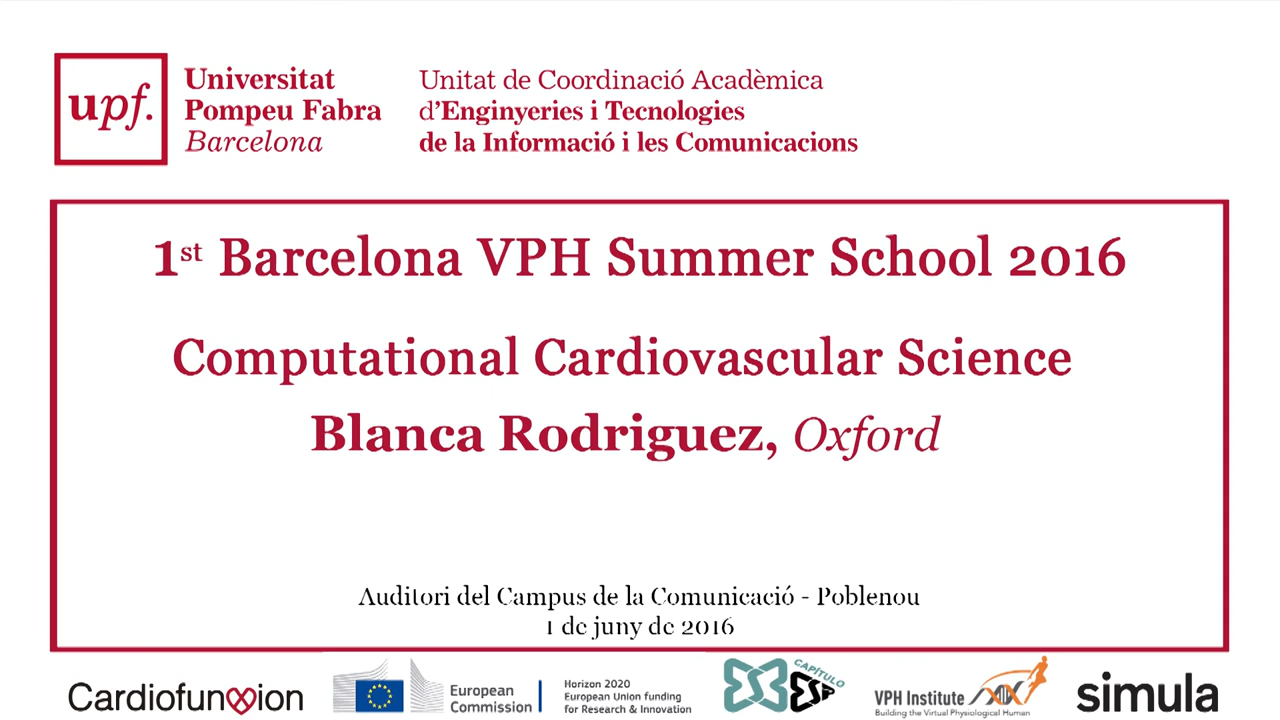 upf.
Universitat
Pompeu Fabra
Barcelona
Unitat de Coordinació Acadèmica
d'Enginyeries i Tecnologies
de la Informació i les Comunicacions
1st Barcelona VPH Summer School 2016
Computational Cardiovascular Science
Blanca Rodriguez, Oxford
Auditori del Campus de la Comunicació - Poblenou
1 de juny de 2016
Cardiofunxion
European
Commission
Horizon 2020
European Union funding
for Research & Innovation
CAPÍTULO
ESP
VPH Institute
Building the Virtual Physiological Human
simula